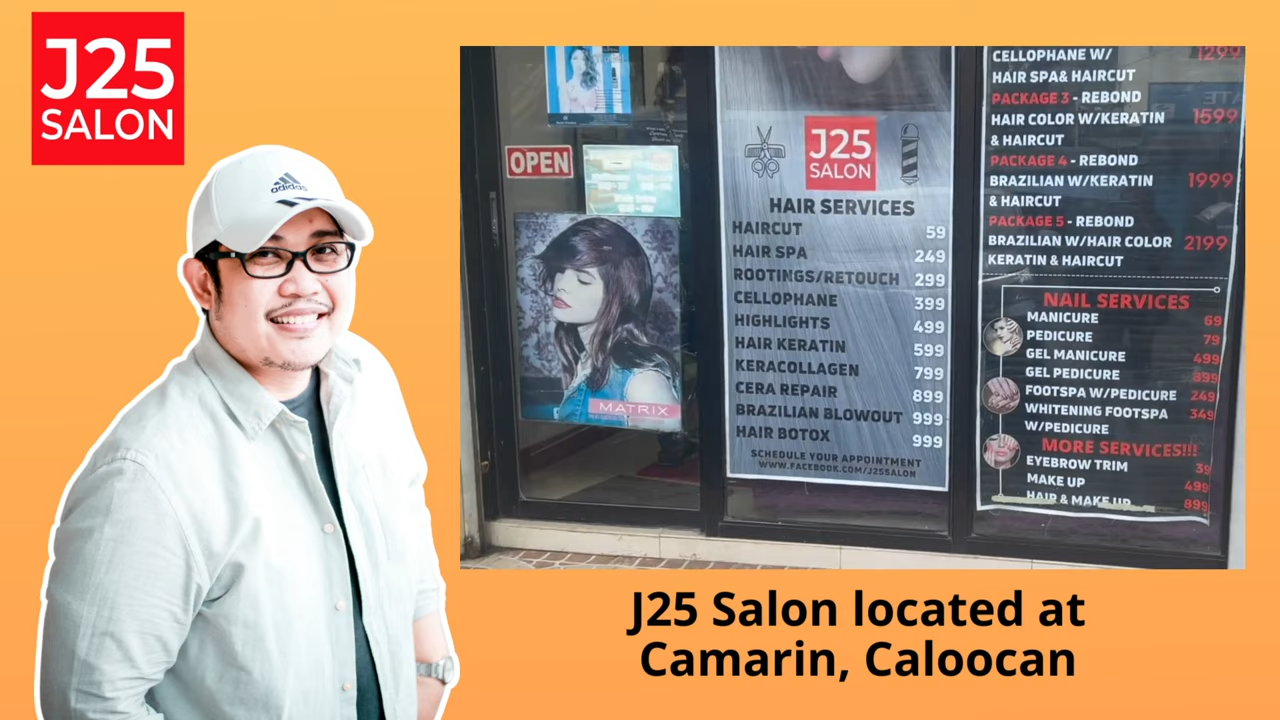 J25
SALON
adidas
OPEN
MATRIX
J25
SALON
HAIR SERVICES
HAIRCUT 59
HAIR SPA 249
ROOTINGS/RETOUCH 299
CELLOPHANE 399
HIGHLIGHTS 499
HAIR KERATIN 599
KERACOLLAGEN 799
CERA REPAIR 899
BRAZILIAN BLOWOUT 999
HAIR BOTOX 999
SCHEDULE YOUR APPOINTMENT
WWW.FACEBOOK.COM/J25SALON
CELLOPHANE W/ 1299
HAIR SPA& HAIRCUT
PACKAGE 3 - REBOND
HAIR COLOR W/KERATIN 1599
& HAIRCUT
PACKAGE 4 - REBOND
BRAZILIAN W/KERATIN 1999
& HAIRCUT
PACKAGE 5 - REBOND
BRAZILIAN W/HAIR COLOR 2199
KERATIN & HAIRCUT
NAIL SERVICES
MANICURE 69
PEDICURE 79
GEL MANICURE 499
GEL PEDICURE 899
FOOTSPA W/PEDICURE 249
WHITENING FOOTSPA 349
W/PEDICURE
MORE SERVICES!!!
EYEBROW TRIM 39
MAKE UP 499
HAIR & MAKE UP 899
J25 Salon located at
Camarin, Caloocan